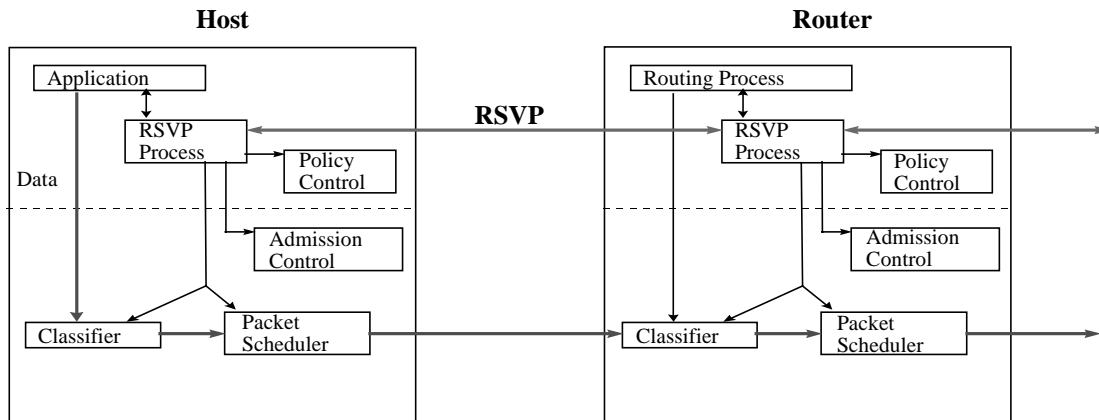 Host
Router
Application
Routing Process
RSVP
RSVP
Process
RSVP
Process
Policy
Control
Policy
Control
Data
Admission
Control
Admission
Control
Classifier
Packet
Scheduler
Classifier
Packet
Scheduler